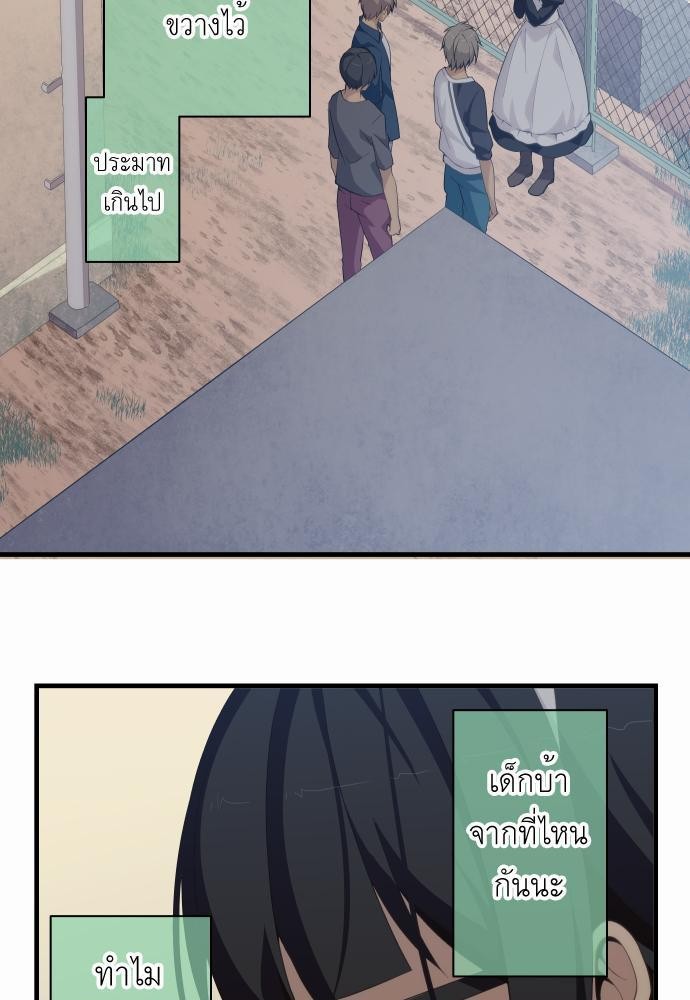 ขวางไว้
ประมาท
เกินไป
เด็กบ้า
จากที่ไหน
กันนะ
ทำไม